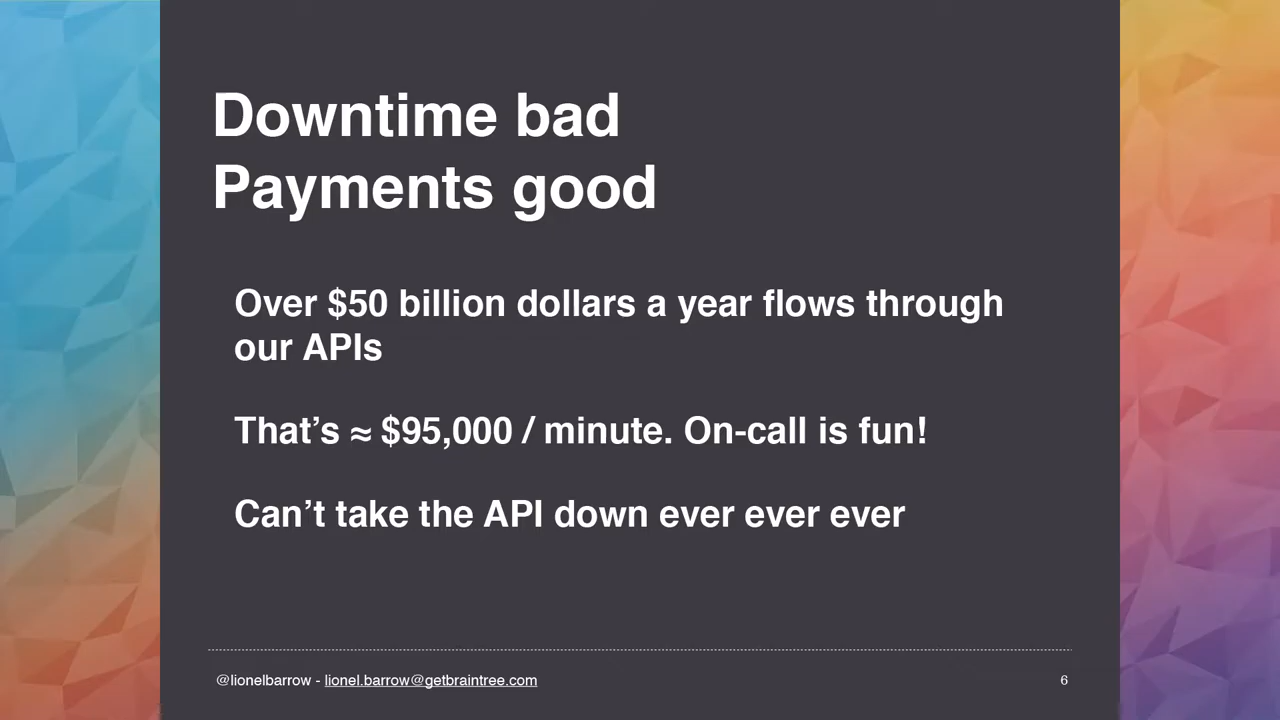 Downtime bad
Payments good
Over $50 billion dollars a year flows through
our APIs
That’s ≈ $95,000 / minute. On-call is fun!
Can’t take the API down ever ever ever
@lionelbarrow - lionel.barrow@getbraintree.com
6